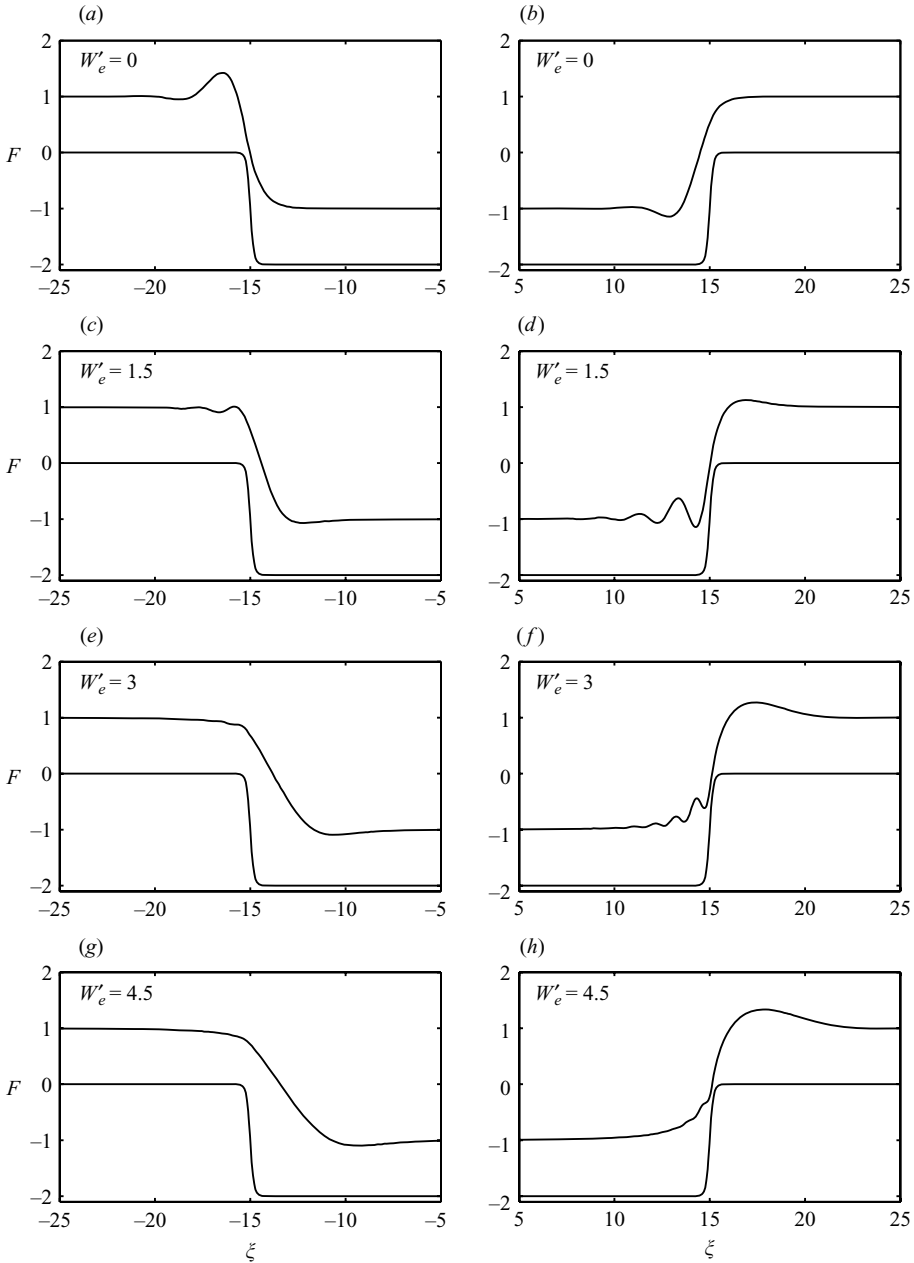 (a) (b)
2 2
W′e = 0 W′e = 0
1 1
F 0 0
–1 –1
–2 –2
–25 –20 –15 –10 –5 5 10 15 20 25
(c) (d)
2 2
W′e = 1.5 W′e = 1.5
1 1
F 0 0
–1 –1
–2 –2
–25 –20 –15 –10 –5 5 10 15 20 25
(e) (f)
2 2
W′e = 3 W′e = 3
1 1
F 0 0
–1 –1
–2 –2
–25 –20 –15 –10 –5 5 10 15 20 25
(g) (h)
2 2
W′e = 4.5 W′e = 4.5
1 1
F 0 0
–1 –1
–2 –2
–25 –20 –15 –10 –5 5 10 15 20 25
ξ ξ